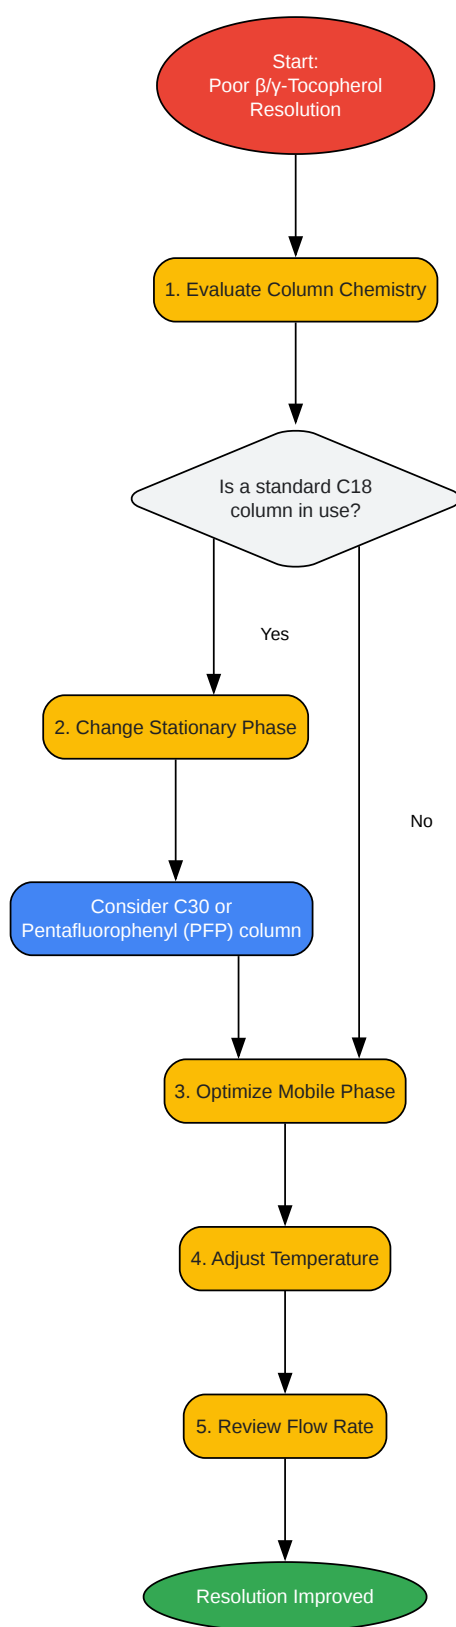 Start:
Poor β/γ-Tocopherol
Resolution
1. Evaluate Column Chemistry
Is a standard C18
column in use?
Yes
2. Change Stationary Phase
No
Consider C30 or
Pentafluorophenyl (PFP) column
3. Optimize Mobile Phase
4. Adjust Temperature
5. Review Flow Rate
Resolution Improved